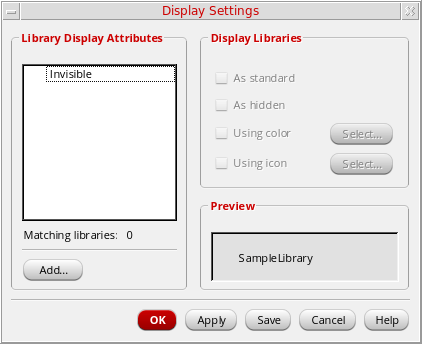 Display Settings
Library Display Attributes
Invisible
Matching libraries: 0
Add...
Display Libraries
As standard
As hidden
Using color
Select...
Using icon
Select...
Preview
SampleLibrary
OK
Apply
Save
Cancel
Help